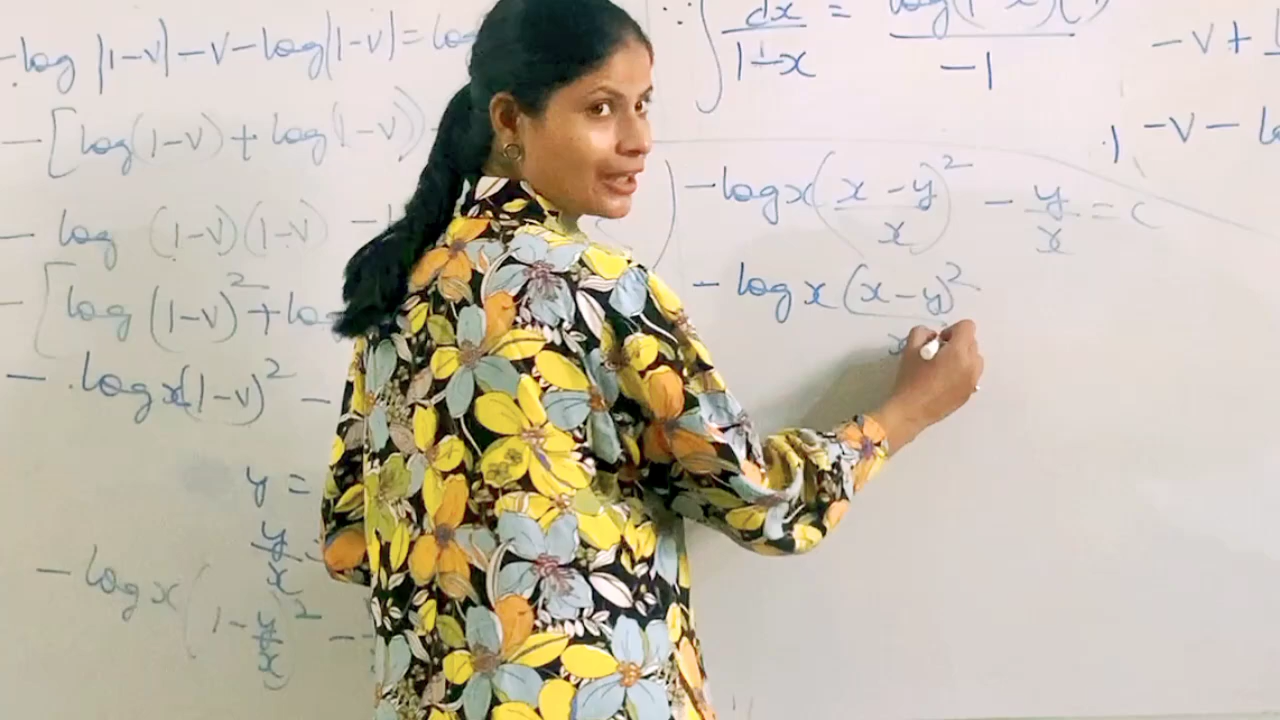 -log |1-v| -v -log|1-v| = log
- [log(1-v) + log(1-v)
- log (1-v)(1-v) -
- [log (1-v)² + log
- log x(1-v)² -
y =
y/x
- log x (1 - y/x)² -
∴ ∫ dx/(1-x) = log(1-x)(1)/-1
- log x ((x-y)/x)² - y/x = c
- log x (x-y)²/x
-v +
-v - lo